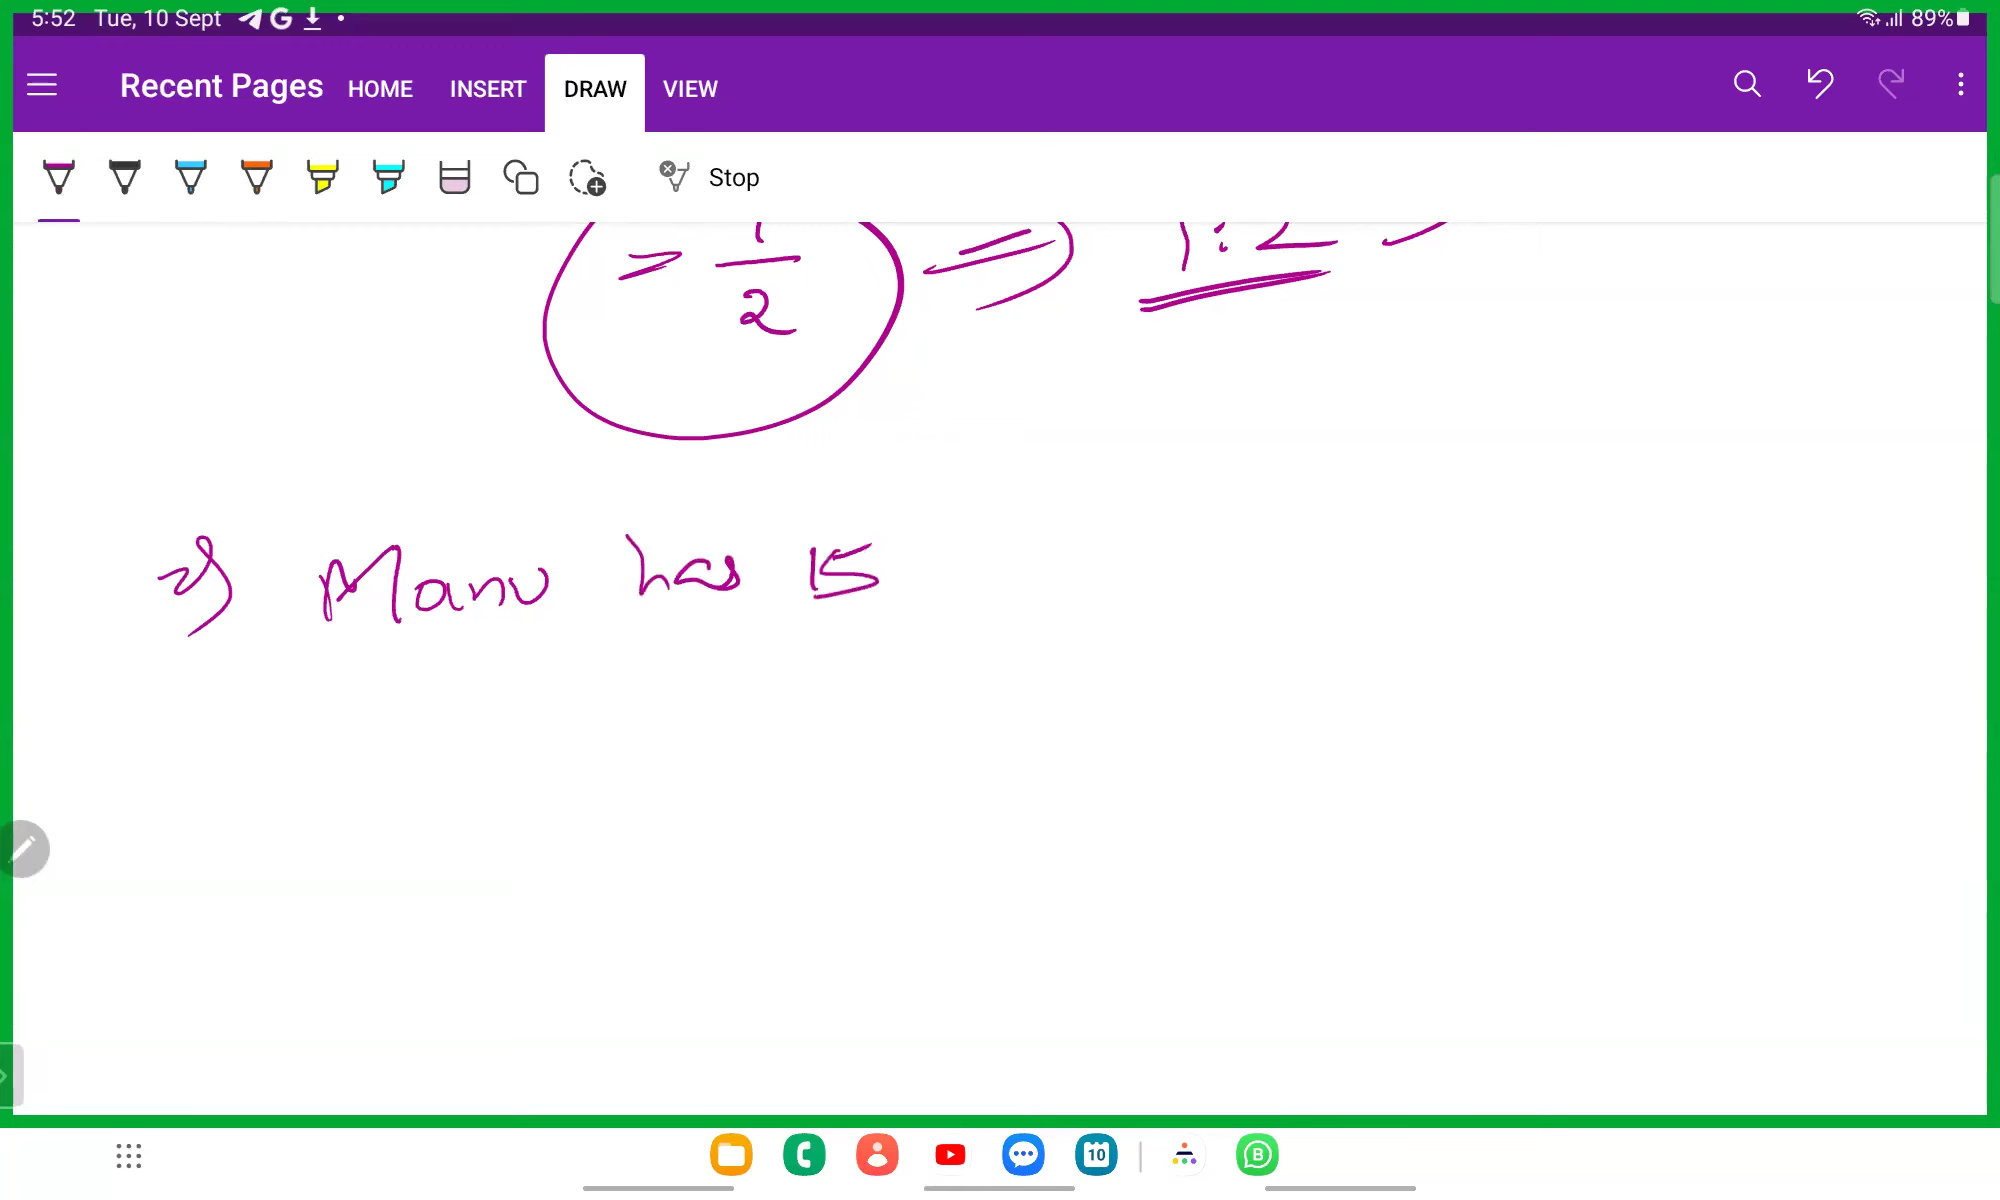 5:52 Tue, 10 Sept 89%
Recent Pages HOME INSERT DRAW VIEW
Stop
= 1/2 ⇒ 1:2
2) Manu has 15
10